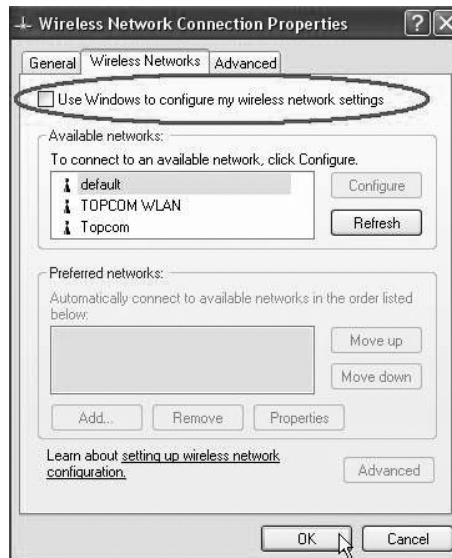 Wireless Network Connection Properties
General Wireless Networks Advanced
Use Windows to configure my wireless network settings
Available networks:
To connect to an available network, click Configure.
default
TOPCOM WLAN
Topcom
Configure
Refresh
Preferred networks:
Automatically connect to available networks in the order listed
below:
Move up
Move down
Add... Remove Properties
Learn about setting up wireless network
configuration.
Advanced
OK Cancel